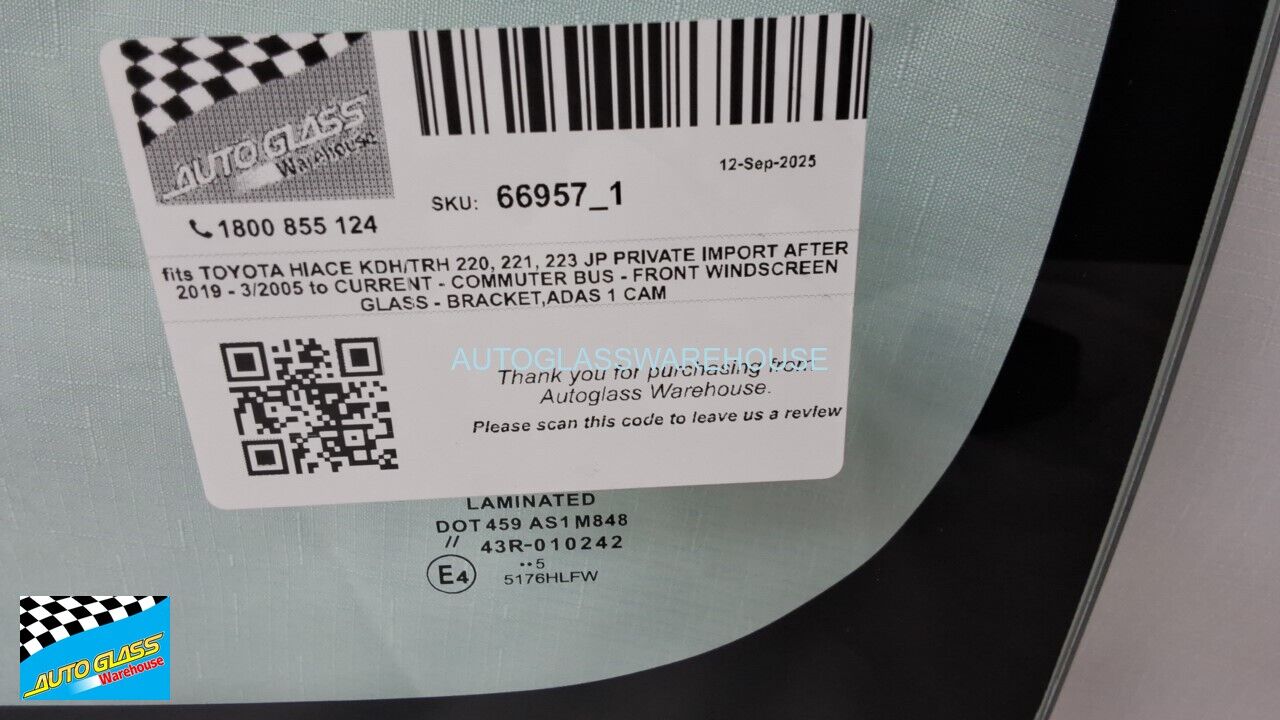 AUTO GLASS
Warehouse
1800 855 124
12-Sep-2025
SKU: 66957_1
fits TOYOTA HIACE KDH/TRH 220, 221, 223 JP PRIVATE IMPORT AFTER
2019 - 3/2005 to CURRENT - COMMUTER BUS - FRONT WINDSCREEN
GLASS - BRACKET,ADAS 1 CAM
AUTOGLASSWAREHOUSE
Thank you for purchasing from
Autoglass Warehouse.
Please scan this code to leave us a review
LAMINATED
DOT 459 AS1 M848
// 43R-010242
E4
••5
5176HLFW
AUTO GLASS
Warehouse